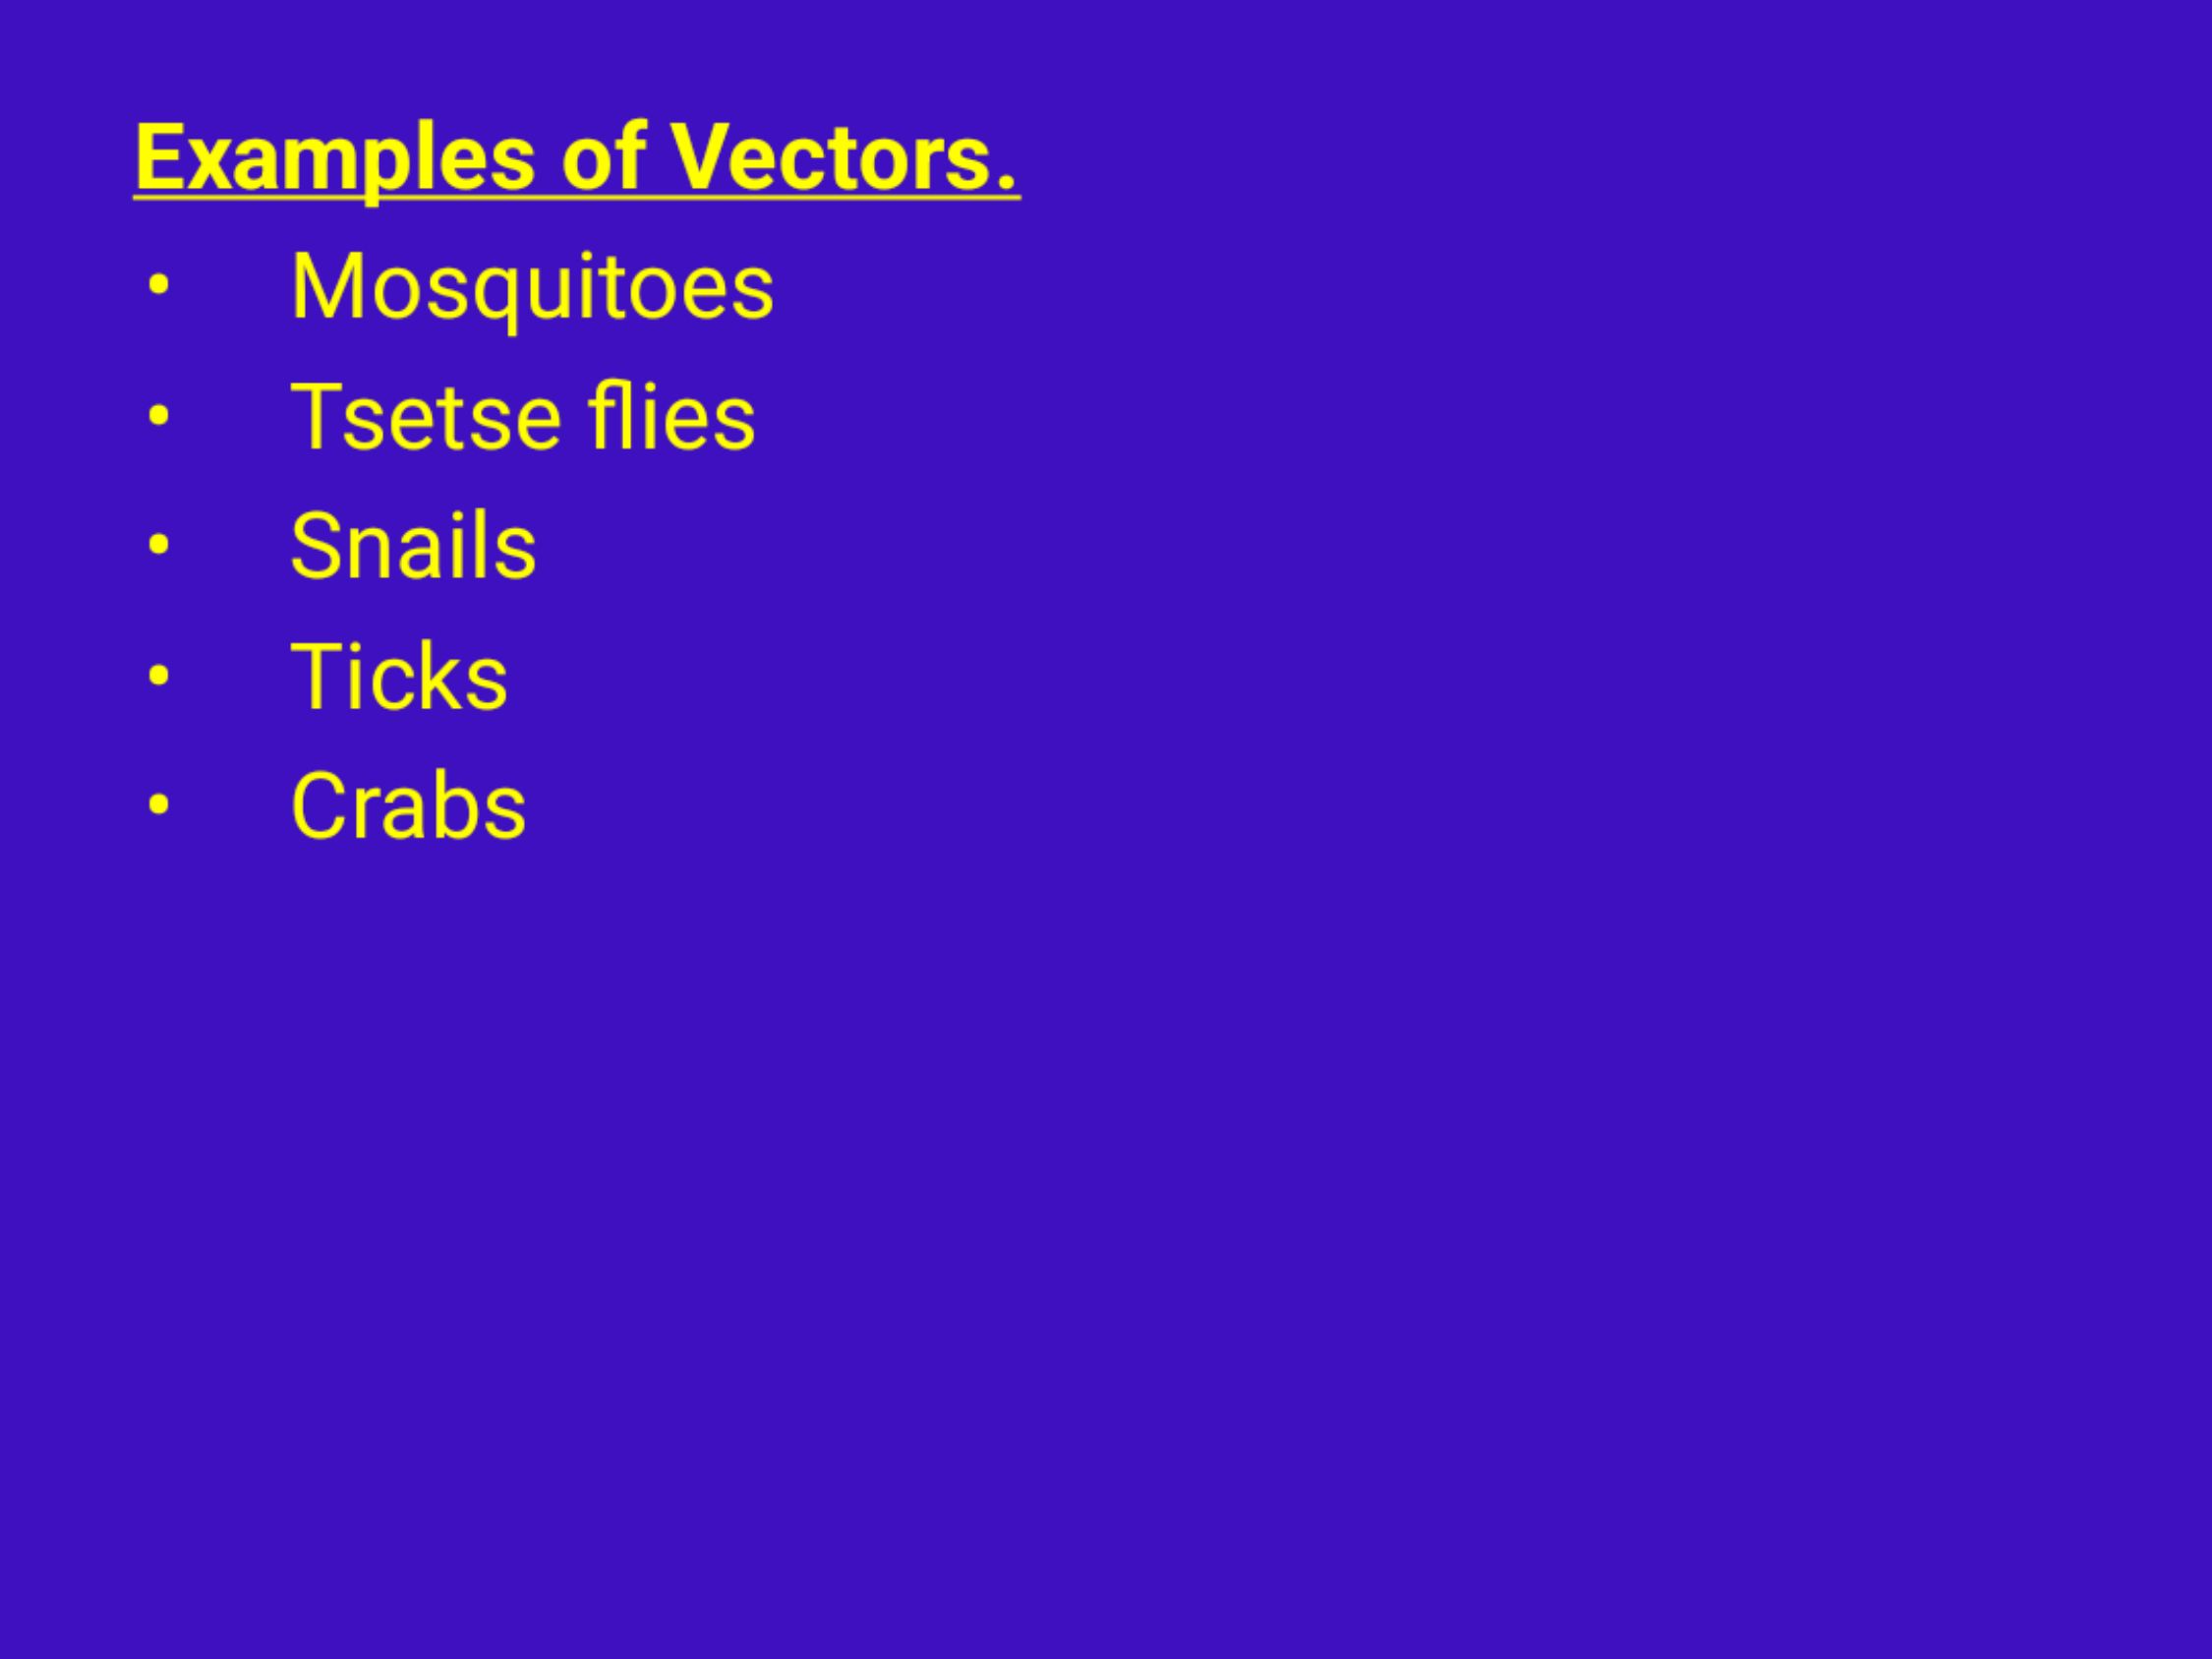 Examples of Vectors.
• Mosquitoes
• Tsetse flies
• Snails
• Ticks
• Crabs